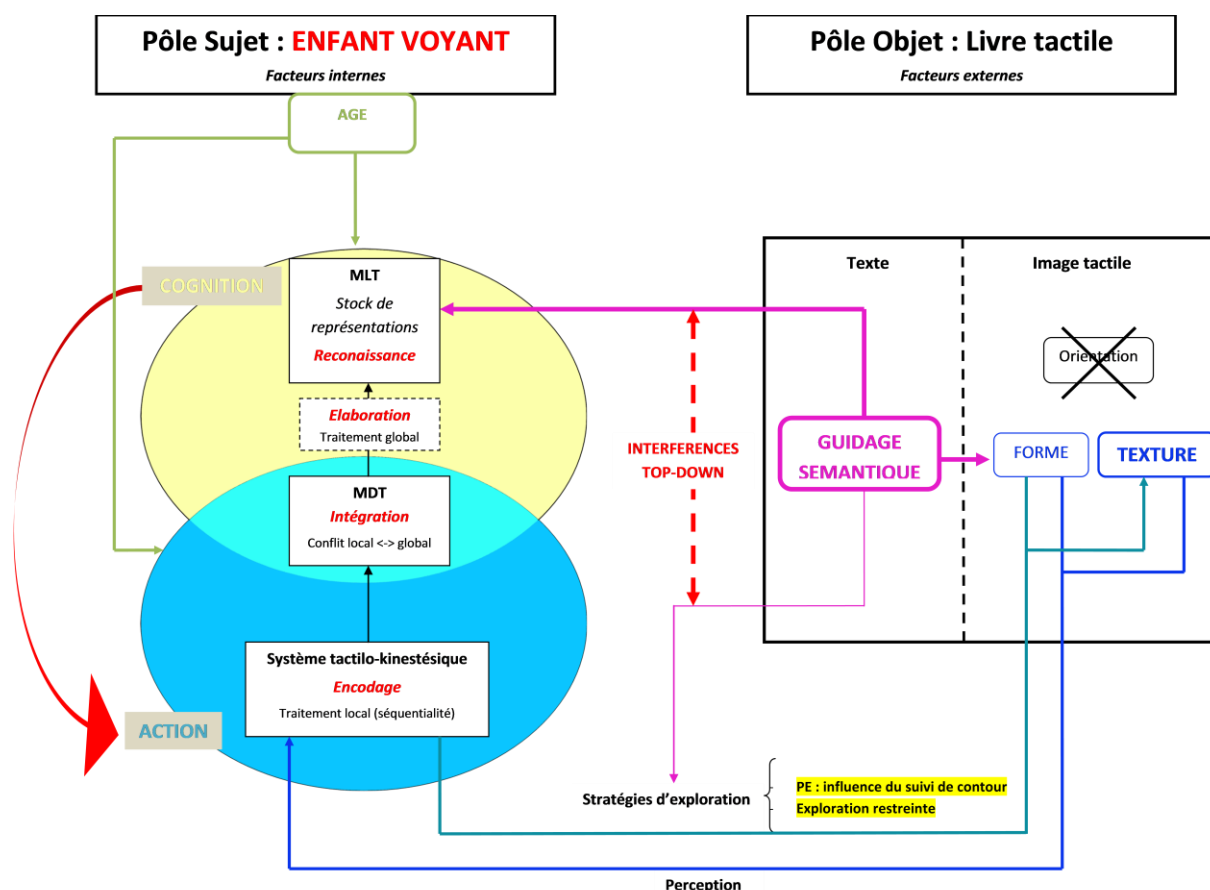 Pôle Sujet : ENFANT VOYANT
Facteurs internes
Pôle Objet : Livre tactile
Facteurs externes
AGE
COGNITION
MLT
Stock de
représentations
Reconaissance
Elaboration
Traitement global
MDT
Intégration
Conflit local <-> global
Système tactilo-kinestésique
Encodage
Traitement local (séquentialité)
ACTION
INTERFERENCES
TOP-DOWN
Texte
Image tactile
Orientation
GUIDAGE
SEMANTIQUE
FORME
TEXTURE
Stratégies d’exploration
PE : influence du suivi de contour
Exploration restreinte
Perception